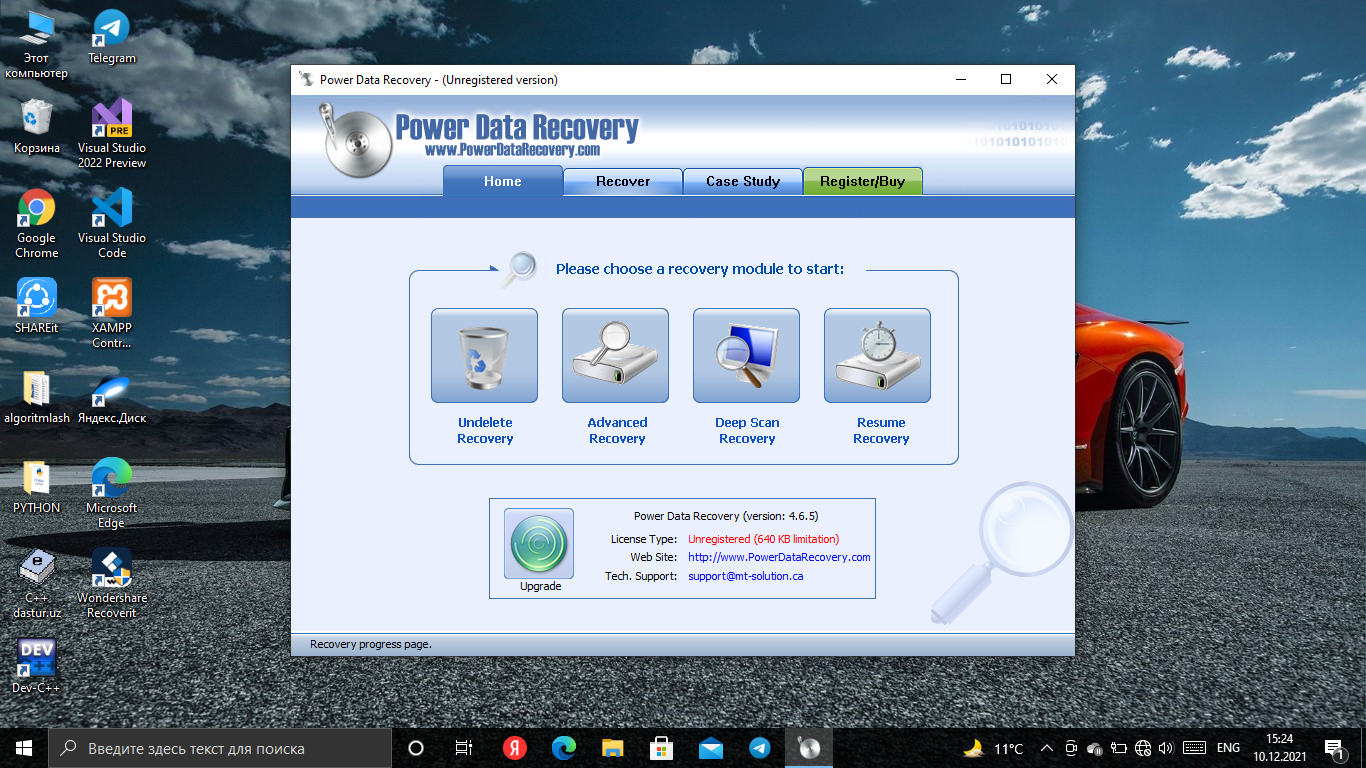 Этот
компьютер
Telegram
Корзина
Visual Studio
2022 Preview
PRE
Google
Chrome
Visual Studio
Code
SHAREit
XAMPP
Contr...
algoritmlash
Яндекс.Диск
PYTHON
Microsoft
Edge
C++
dastur.uz
Wondershare
Recoverit
DEV
Dev-C++
Power Data Recovery - (Unregistered version)
Power Data Recovery
www.PowerDataRecovery.com
Home
Recover
Case Study
Register/Buy
Please choose a recovery module to start:
Undelete
Recovery
Advanced
Recovery
Deep Scan
Recovery
Resume
Recovery
Power Data Recovery (version: 4.6.5)
License Type: Unregistered (640 KB limitation)
Web Site: http://www.PowerDataRecovery.com
Tech. Support: support@mt-solution.ca
Upgrade
Recovery progress page.
Введите здесь текст для поиска
Я
11°C
ENG
15:24
10.12.2021
1